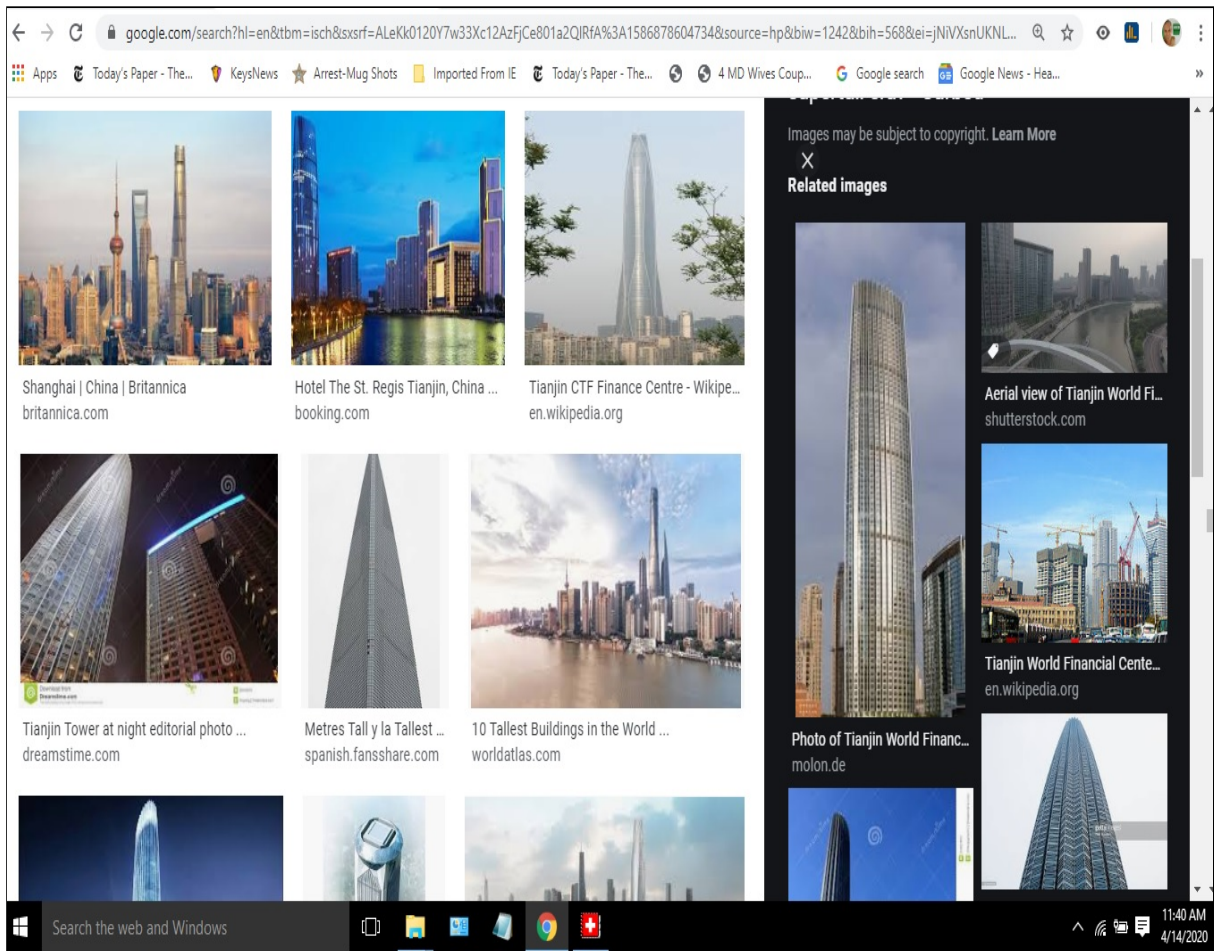 google.com/search?hl=en&tbm=isch&sxsrf=ALeKk0120Y7w33Xc12AzFjCe801a2QlRfA%3A1586878604734&source=hp&biw=1242&bih=568&ei=jNiVXsnUKNL...
Apps Today's Paper - The... KeysNews Arrest-Mug Shots Imported From IE Today's Paper - The... 4 MD Wives Coup... Google search Google News - Hea... »
Images may be subject to copyright. Learn More
X
Related images
Shanghai | China | Britannica
britannica.com
Hotel The St. Regis Tianjin, China ...
booking.com
Tianjin CTF Finance Centre - Wikipe...
en.wikipedia.org
Aerial view of Tianjin World Fi...
shutterstock.com
Tianjin Tower at night editorial photo ...
dreamstime.com
Metres Tall y la Tallest ...
spanish.fansshare.com
10 Tallest Buildings in the World ...
worldatlas.com
Tianjin World Financial Cente...
en.wikipedia.org
Photo of Tianjin World Financ...
molon.de
Search the web and Windows
11:40 AM
4/14/2020